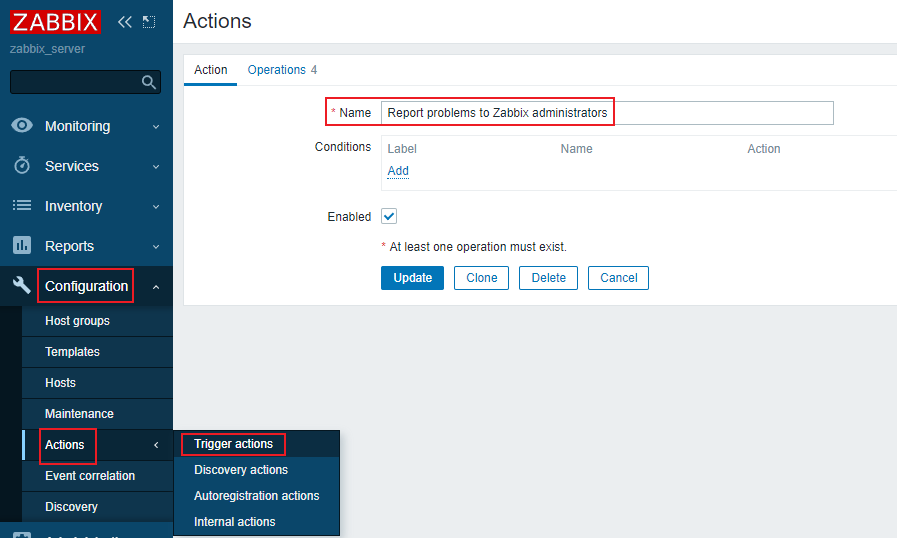 ZABBIX
zabbix_server
Monitoring
Services
Inventory
Reports
Configuration
Host groups
Templates
Hosts
Maintenance
Actions
Event correlation
Discovery
Trigger actions
Discovery actions
Autoregistration actions
Internal actions
Actions
Action Operations 4
* Name Report problems to Zabbix administrators
Conditions Label Name Action
Add
Enabled
* At least one operation must exist.
Update Clone Delete Cancel